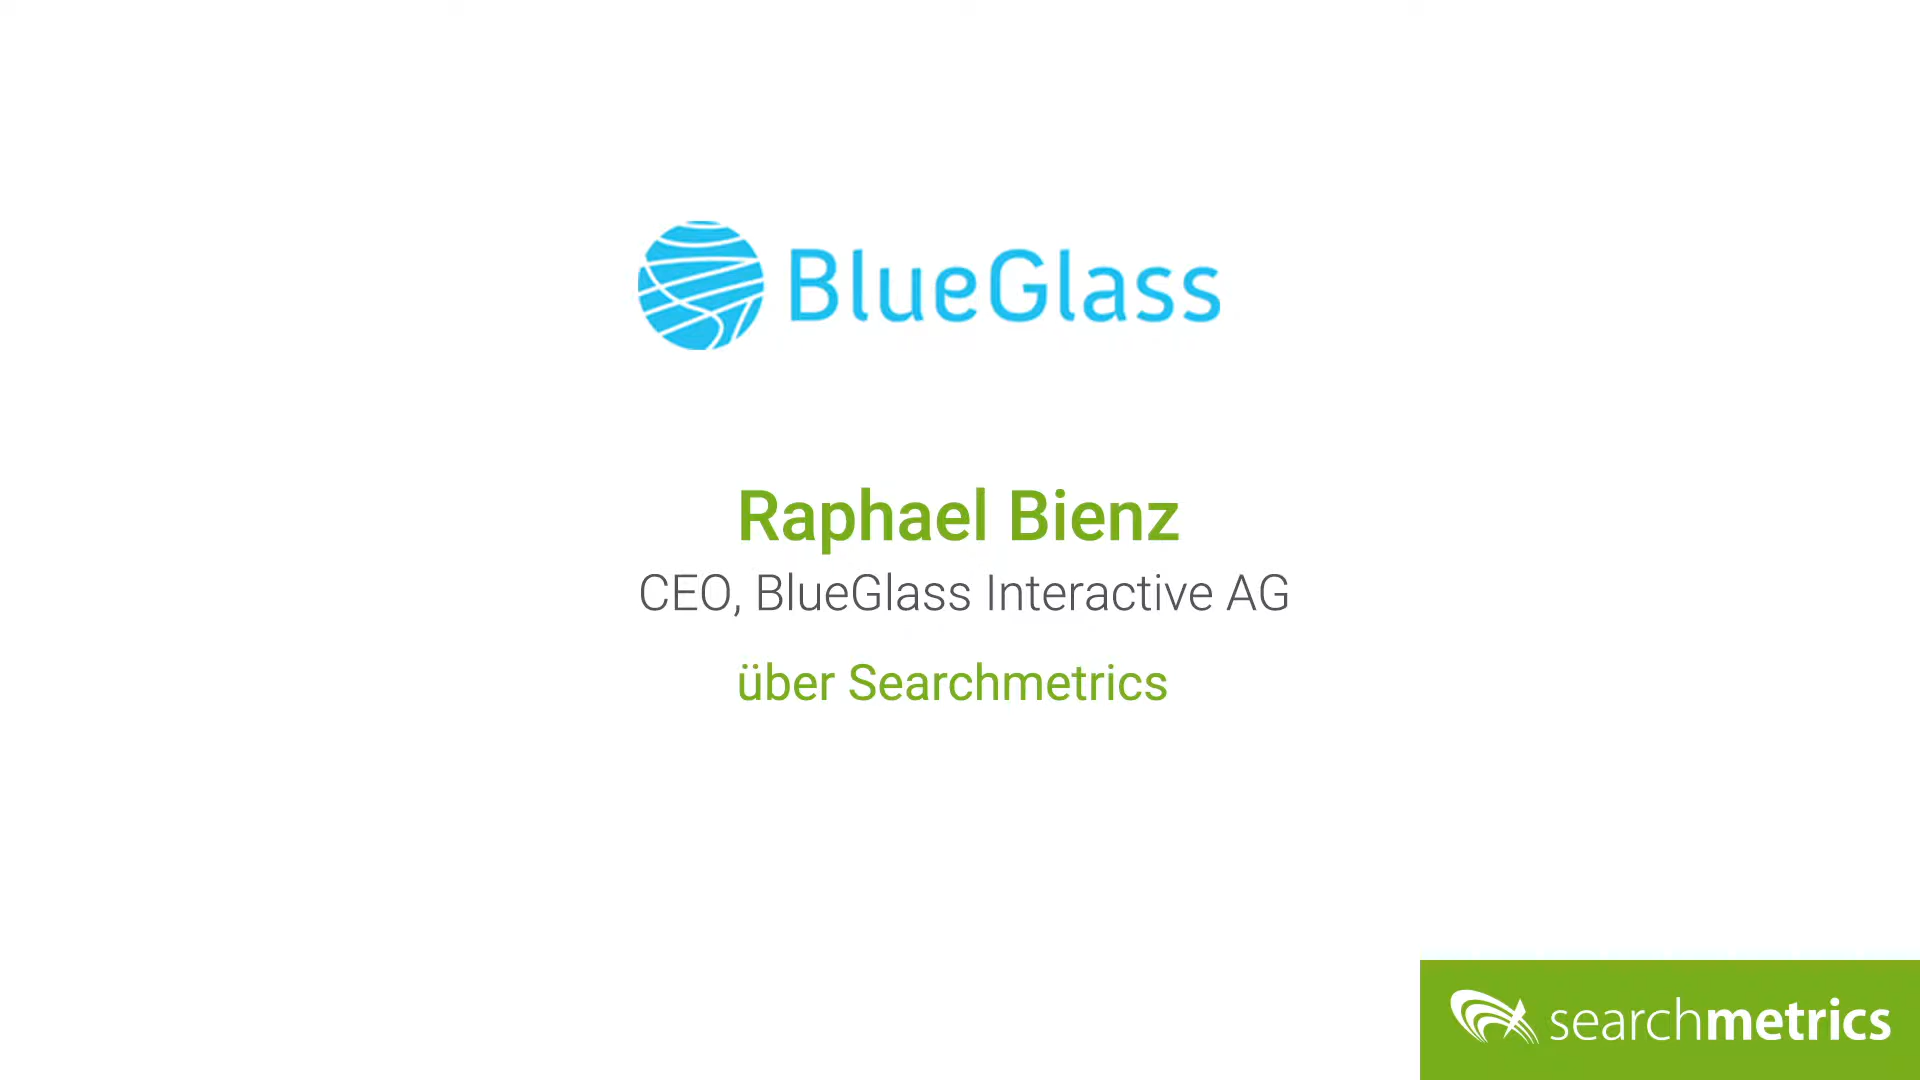 BlueGlass
Raphael Bienz
CEO, BlueGlass Interactive AG
über Searchmetrics
searchmetrics